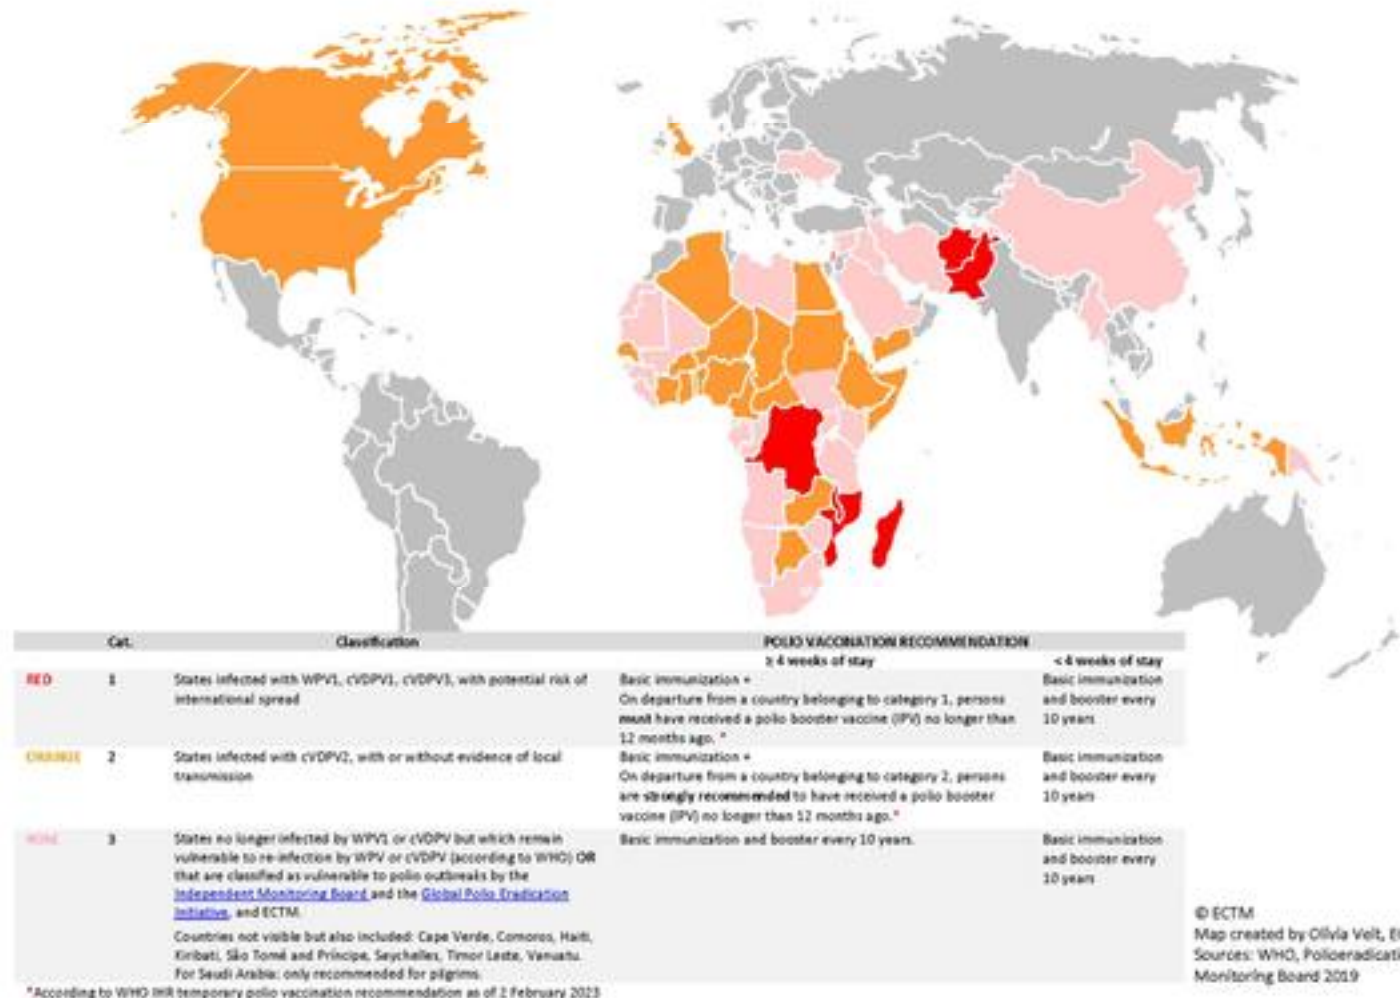 Cat. Classification POLIO VACCINATION RECOMMENDATION
≥ 4 weeks of stay < 4 weeks of stay
RED 1 States infected with WPV1, cVDPV1, cVDPV3, with potential risk of international spread
Basic immunization +
On departure from a country belonging to category 1, persons
must have received a polio booster vaccine (IPV) no longer than
12 months ago. *
Basic immunization
and booster every
10 years
ORANGE 2 States infected with cVDPV2, with or without evidence of local
transmission
Basic immunization +
On departure from a country belonging to category 2, persons
are strongly recommended to have received a polio booster
vaccine (IPV) no longer than 12 months ago.*
Basic immunization
and booster every
10 years
3 States no longer infected by WPV1 or cVDPV but which remain
vulnerable to re-infection by WPV or cVDPV (according to WHO) OR
that are classified as vulnerable to polio outbreaks by the
Independent Monitoring Board and the Global Polio Eradication
Initiative, and ECTM.
Countries not visible but also included: Cape Verde, Comoros, Haiti,
Kiribati, São Tomé and Príncipe, Seychelles, Timor Leste, Vanuatu.
For Saudi Arabia: only recommended for pilgrims.
Basic immunization and booster every 10 years.
Basic immunization
and booster every
10 years
*According to WHO IHR temporary polio vaccination recommendation as of 2 February 2023
© ECTM
Map created by Olivia Veit, E
Sources: WHO, Polioeradicati
Monitoring Board 2019